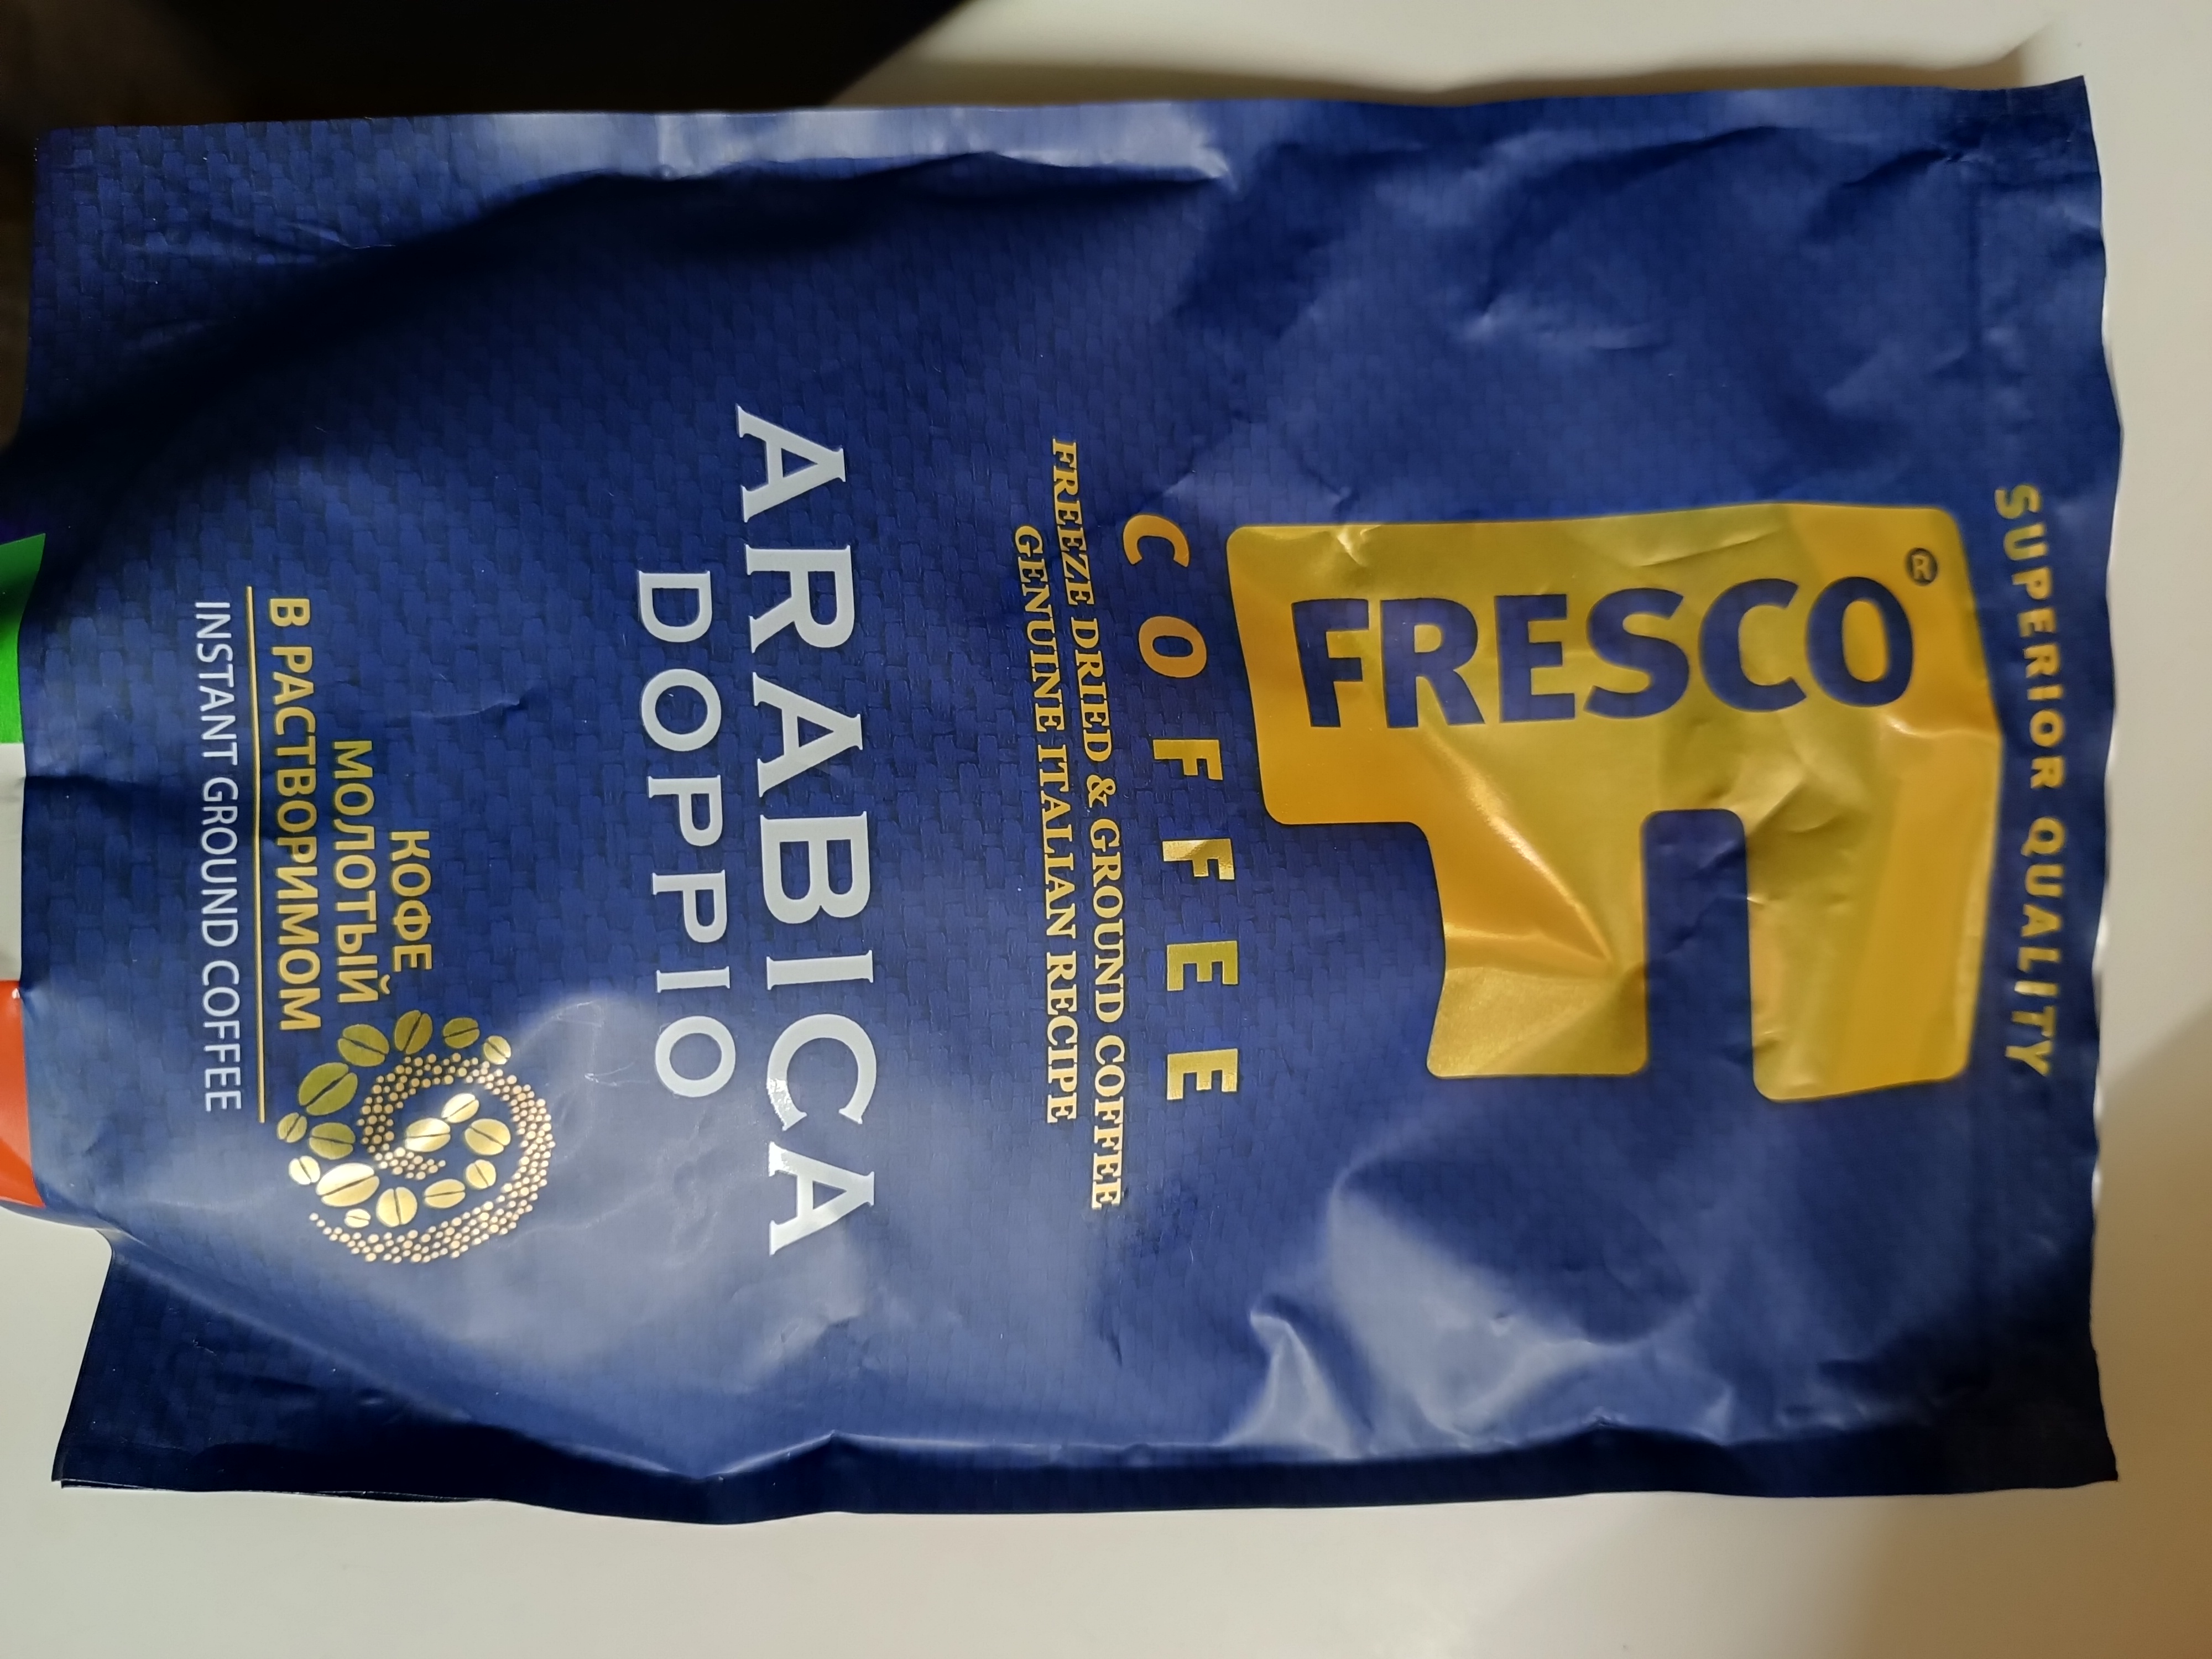 SUPERIOR QUALITY
FRESCO®
COFFEE
FREEZE DRIED & GROUND COFFEE
GENUINE ITALIAN RECIPE
ARABICA
DOPPIO
КОФЕ
МОЛОТЫЙ
В РАСТВОРИМОМ
INSTANT GROUND COFFEE